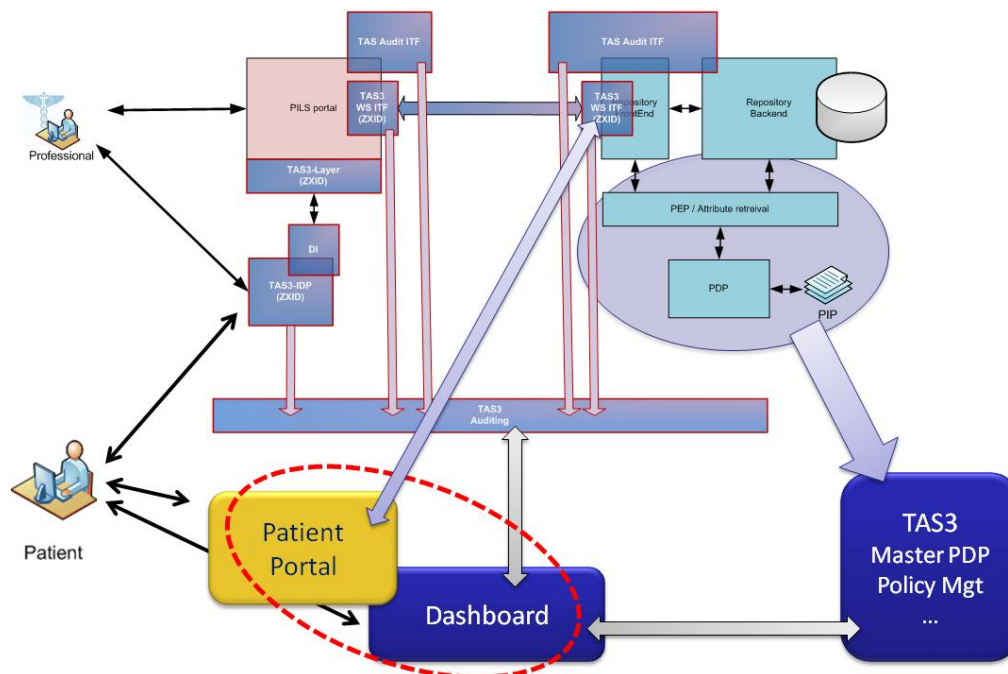 TAS Audit ITF
TAS Audit ITF
PILS portal
TAS3
WS ITF
(ZXID)
TAS3
WS ITF
(ZXID)
Repository
FrontEnd
Repository
Backend
Professional
TAS3-Layer
(ZXID)
DI
TAS3-IDP
(ZXID)
PEP / Attribute retreival
PDP
PIP
TAS3
Auditing
Patient
Patient
Portal
Dashboard
TAS3
Master PDP
Policy Mgt
...